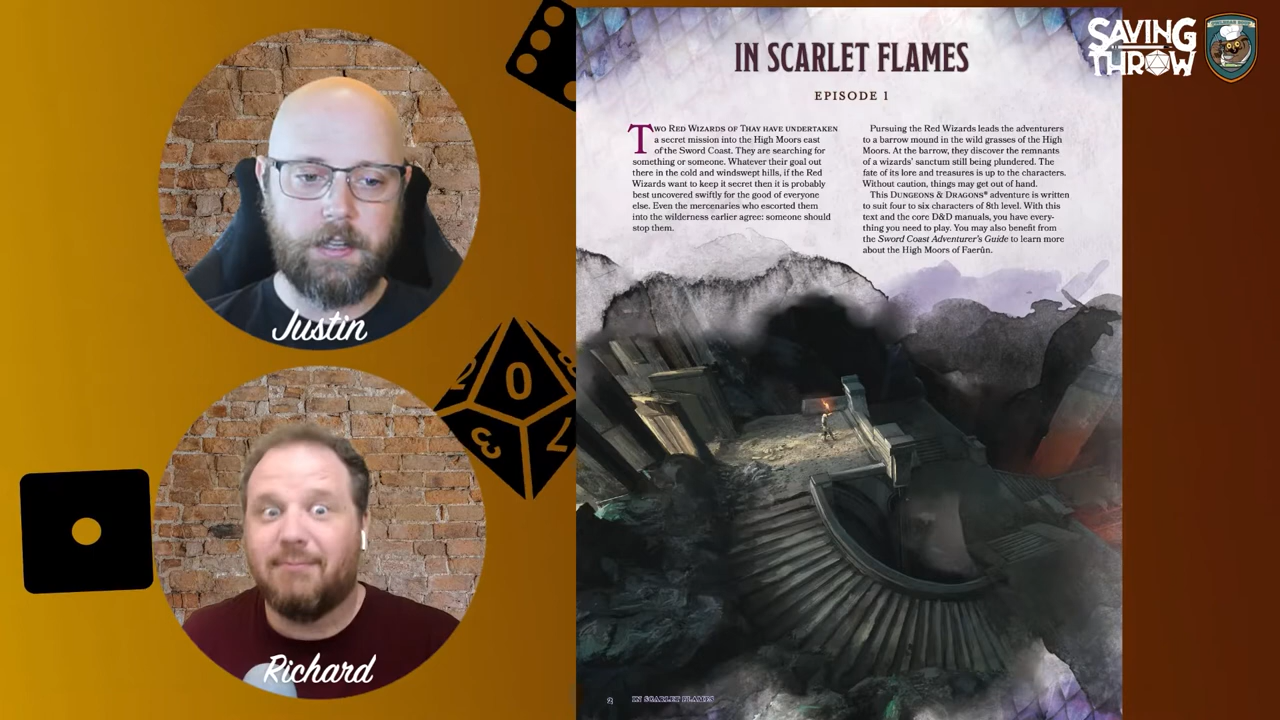 SAVING
THROW
Justin
Richard
0
3
IN SCARLET FLAMES
EPISODE 1
TWO RED WIZARDS OF THAY HAVE UNDERTAKEN
a secret mission into the High Moors east
of the Sword Coast. They are searching for
something or someone. Whatever their goal out
there in the cold and windswept hills, if the Red
Wizards want to keep it secret then it is probably
best uncovered swiftly for the good of everyone
else. Even the mercenaries who escorted them
into the wilderness earlier agree: someone should
stop them.
Pursuing the Red Wizards leads the adventurers
to a barrow mound in the wild grasses of the High
Moors. At the barrow, they discover the remnants
of a wizards' sanctum still being plundered. The
fate of its lore and treasures is up to the characters.
Without caution, things may get out of hand.
This DUNGEONS & DRAGONS® adventure is written
to suit four to six characters of 8th level. With this
text and the core D&D manuals, you have every-
thing you need to play. You may also benefit from
the Sword Coast Adventurer's Guide to learn more
about the High Moors of Faerûn.
2 IN SCARLET FLAMES